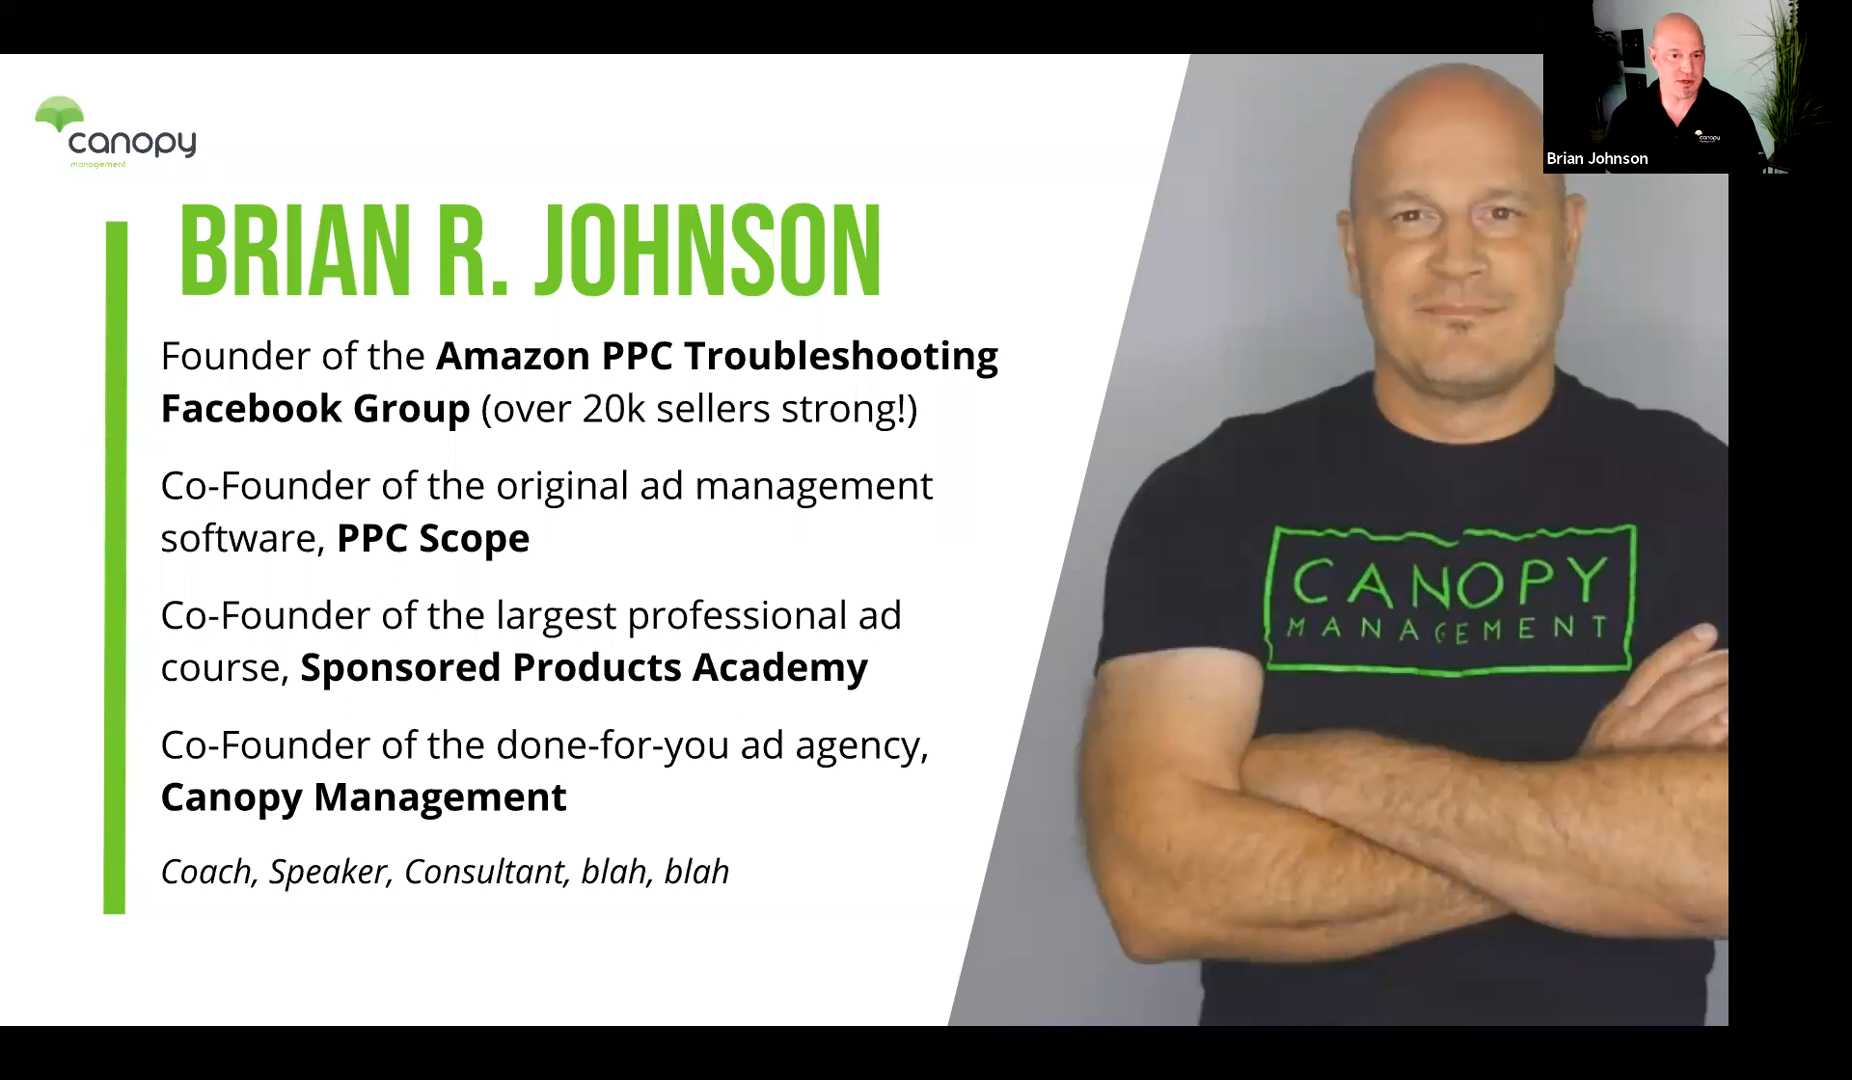 canopy
management
BRIAN R. JOHNSON
Founder of the Amazon PPC Troubleshooting
Facebook Group (over 20k sellers strong!)
Co-Founder of the original ad management
software, PPC Scope
Co-Founder of the largest professional ad
course, Sponsored Products Academy
Co-Founder of the done-for-you ad agency,
Canopy Management
Coach, Speaker, Consultant, blah, blah
CANOPY
MANAGEMENT
canopy
Brian Johnson